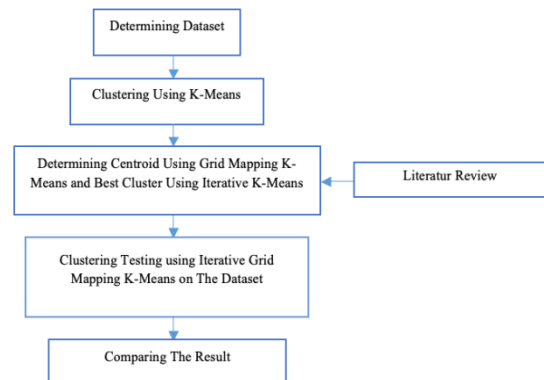 Determining Dataset
Clustering Using K-Means
Determining Centroid Using Grid Mapping K-
Means and Best Cluster Using Iterative K-Means
Literatur Review
Clustering Testing using Iterative Grid
Mapping K-Means on The Dataset
Comparing The Result